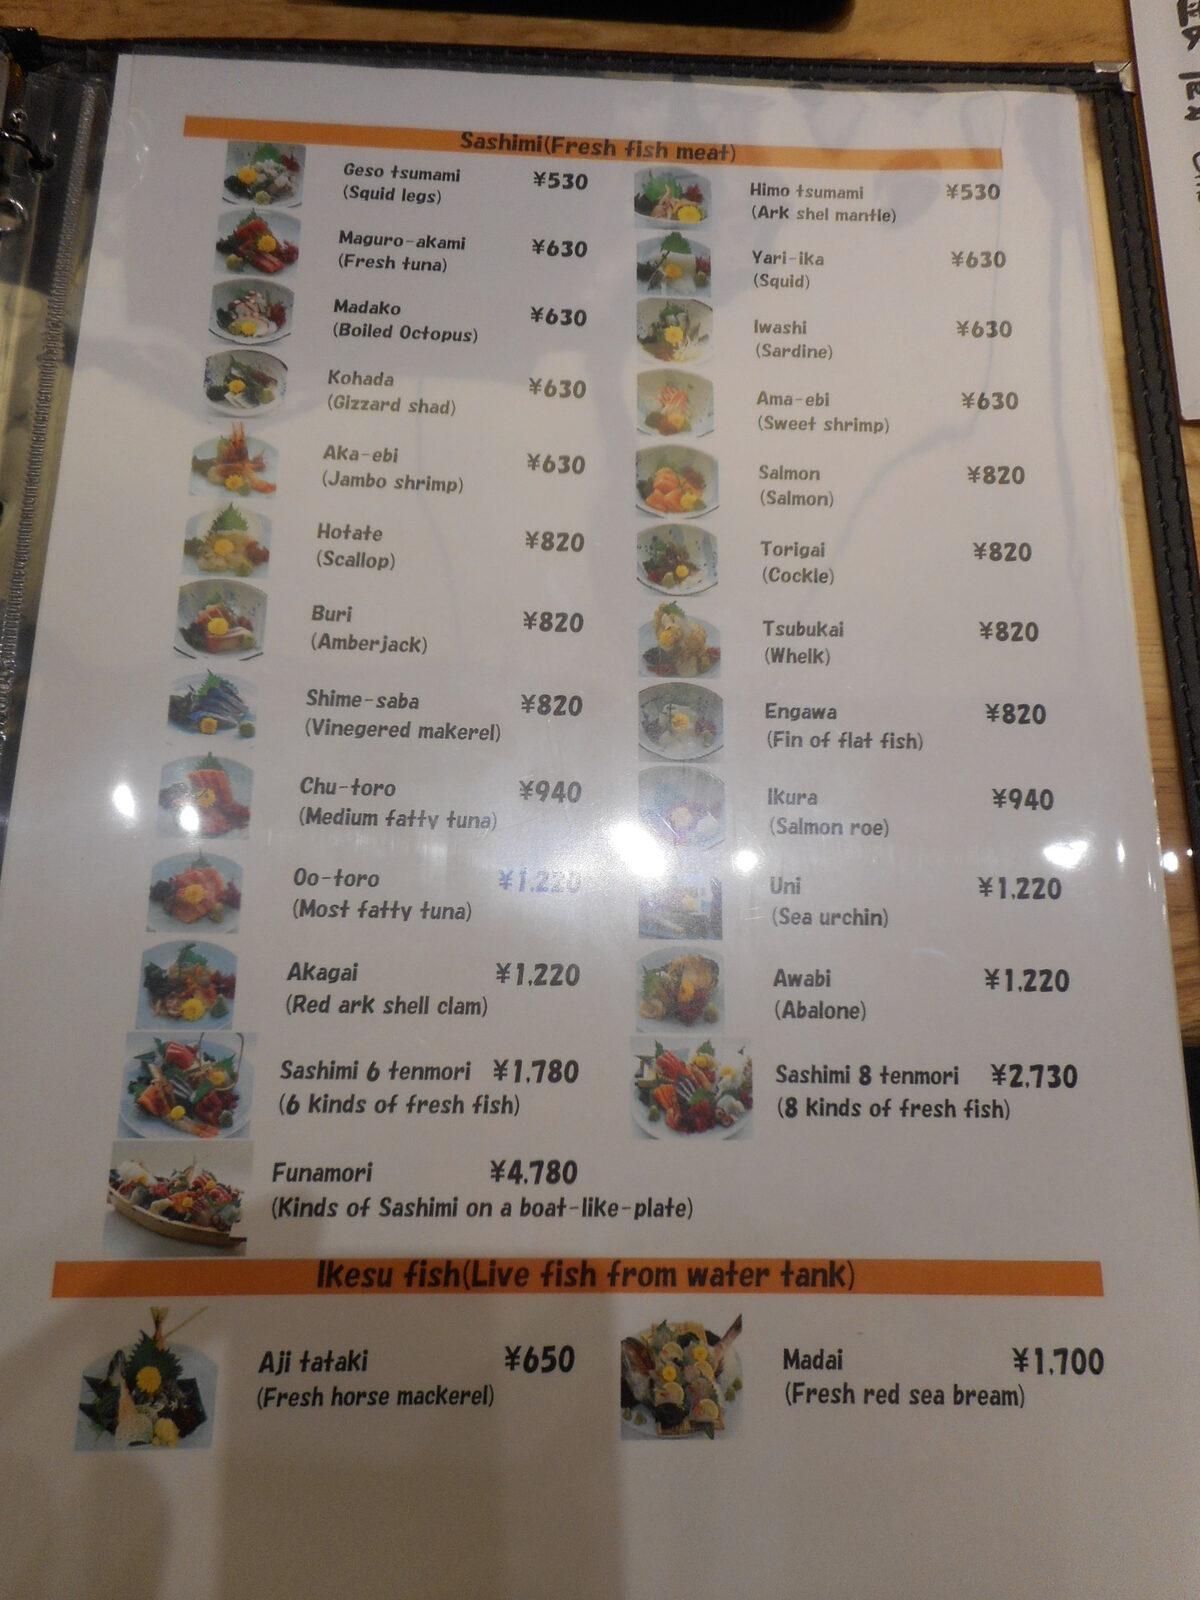 Sashimi(Fresh fish meat)
Geso tsumami ¥530
(Squid legs)
Maguro-akami ¥630
(Fresh tuna)
Madako ¥630
(Boiled Octopus)
Kohada ¥630
(Gizzard shad)
Aka-ebi ¥630
(Jambo shrimp)
Hotate ¥820
(Scallop)
Buri ¥820
(Amberjack)
Shime-saba ¥820
(Vinegered makerel)
Chu-toro ¥940
(Medium fatty tuna)
Oo-toro ¥1,220
(Most fatty tuna)
Akagai ¥1,220
(Red ark shell clam)
Sashimi 6 tenmori ¥1,780
(6 kinds of fresh fish)
Funamori ¥4,780
(Kinds of Sashimi on a boat-like-plate)
Himo tsumami ¥530
(Ark shel mantle)
Yari-ika ¥630
(Squid)
Iwashi ¥630
(Sardine)
Ama-ebi ¥630
(Sweet shrimp)
Salmon ¥820
(Salmon)
Torigai ¥820
(Cockle)
Tsubukai ¥820
(Whelk)
Engawa ¥820
(Fin of flat fish)
Ikura ¥940
(Salmon roe)
Uni ¥1,220
(Sea urchin)
Awabi ¥1,220
(Abalone)
Sashimi 8 tenmori ¥2,730
(8 kinds of fresh fish)
Ikesu fish(Live fish from water tank)
Aji tataki ¥650
(Fresh horse mackerel)
Madai ¥1,700
(Fresh red sea bream)